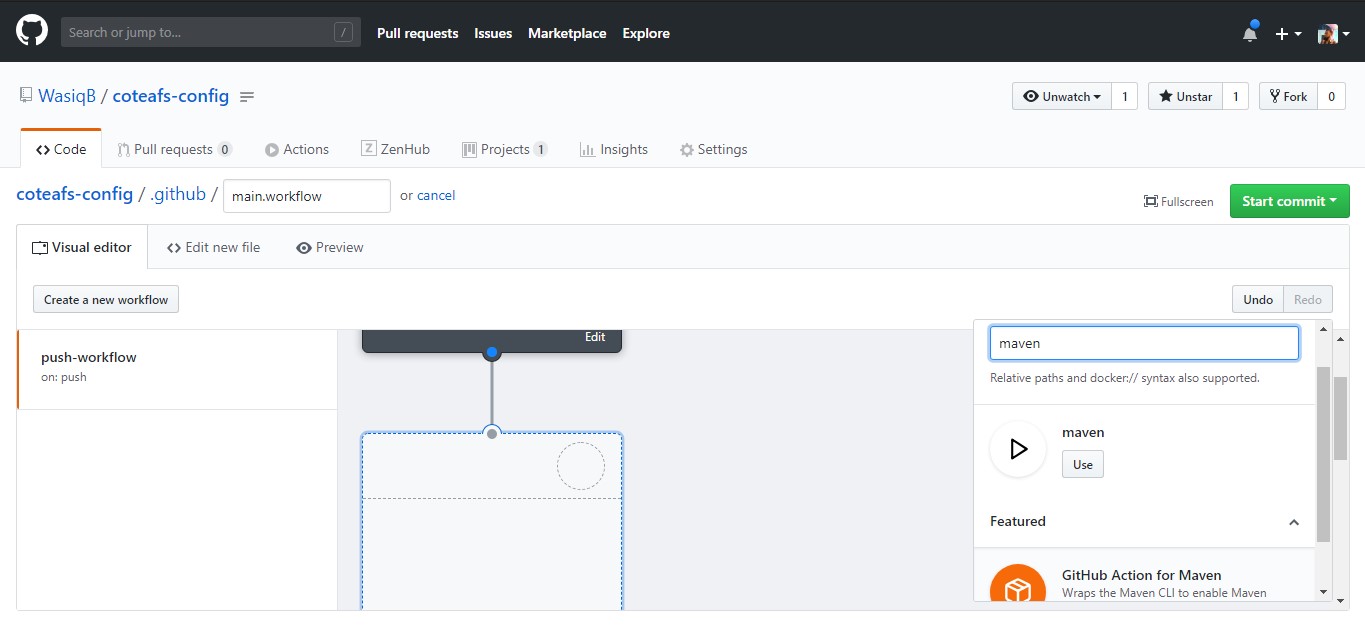 Search or jump to... / Pull requests Issues Marketplace Explore
WasiqB / coteafs-config Unwatch 1 Unstar 1 Fork 0
Code Pull requests 0 Actions ZenHub Projects 1 Insights Settings
coteafs-config / .github / main.workflow or cancel Fullscreen Start commit
Visual editor Edit new file Preview
Create a new workflow Undo Redo
push-workflow
on: push
Edit
maven
Relative paths and docker:// syntax also supported.
maven
Use
Featured
GitHub Action for Maven
Wraps the Maven CLI to enable Maven